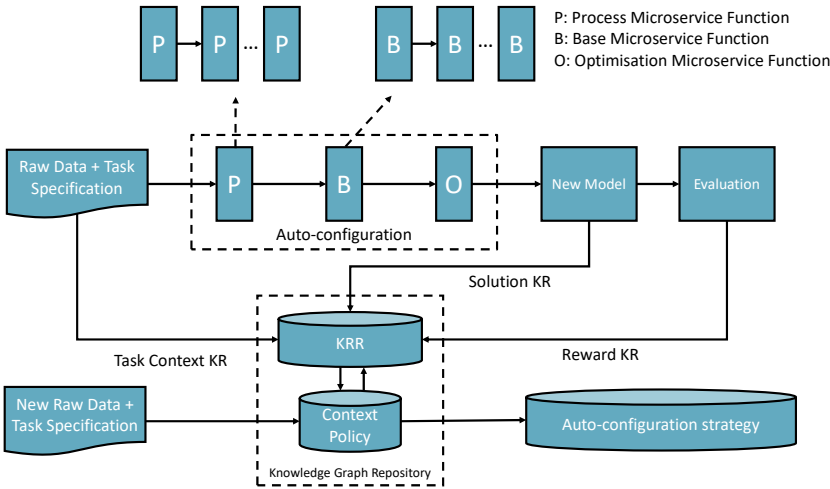 P P ... P
B B ... B
P: Process Microservice Function
B: Base Microservice Function
O: Optimisation Microservice Function
Raw Data + Task
Specification
P
B
O
New Model
Evaluation
Auto-configuration
Solution KR
KRR
Task Context KR
Reward KR
New Raw Data +
Task Specification
Context
Policy
Auto-configuration strategy
Knowledge Graph Repository